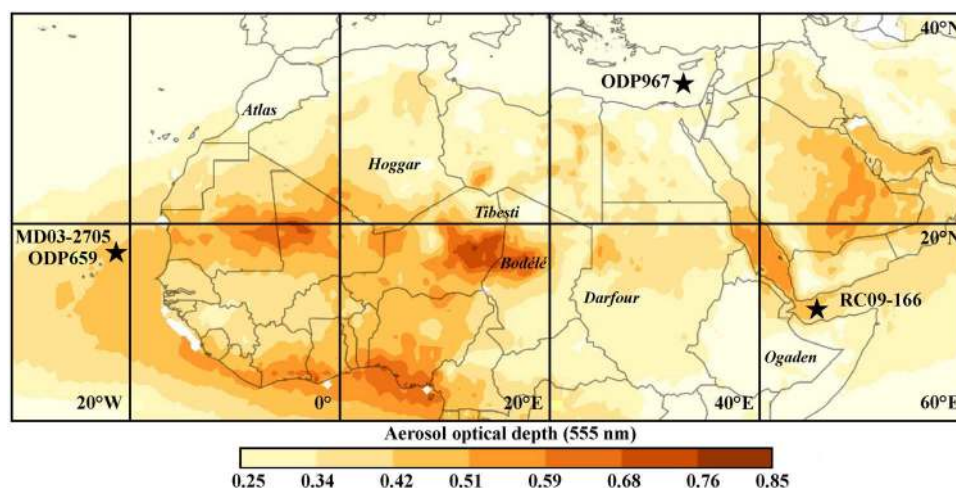 40°N
ODP967
Atlas
Hoggar
Tibesti
MD03-2705
20°N
ODP659
Bodélé
RC09-166
Darfour
Ogaden
20°W
0°
20°E
40°E
60°E
Aerosol optical depth (555 nm)
0.25 0.34 0.42 0.51 0.59 0.68 0.76 0.85